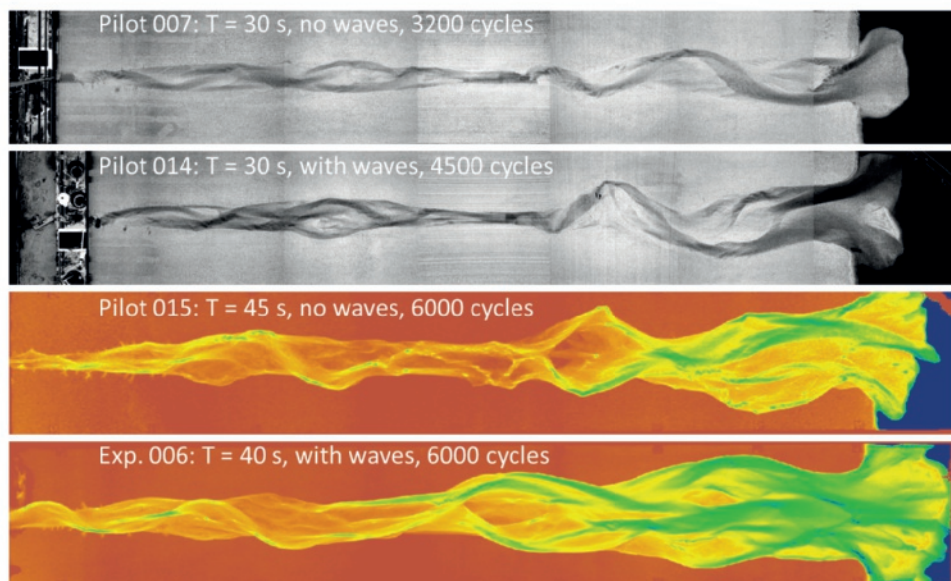 Pilot 007: T = 30 s, no waves, 3200 cycles
Pilot 014: T = 30 s, with waves, 4500 cycles
Pilot 015: T = 45 s, no waves, 6000 cycles
Exp. 006: T = 40 s, with waves, 6000 cycles